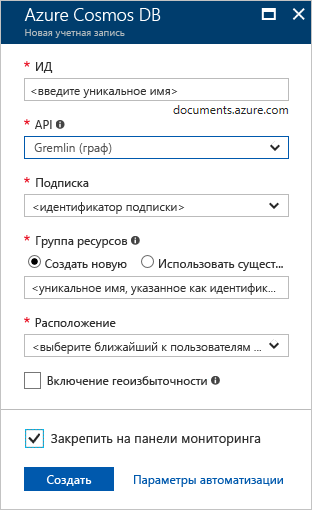 Azure Cosmos DB
Новая учетная запись
* ИД
<введите уникальное имя>
documents.azure.com
* API
Gremlin (граф)
* Подписка
<идентификатор подписки>
* Группа ресурсов
Создать новую Использовать сущест...
<уникальное имя, указанное как идентифик...
* Расположение
<выберите ближайший к пользователям ...
Включение геоизбыточности
Закрепить на панели мониторинга
Создать Параметры автоматизации